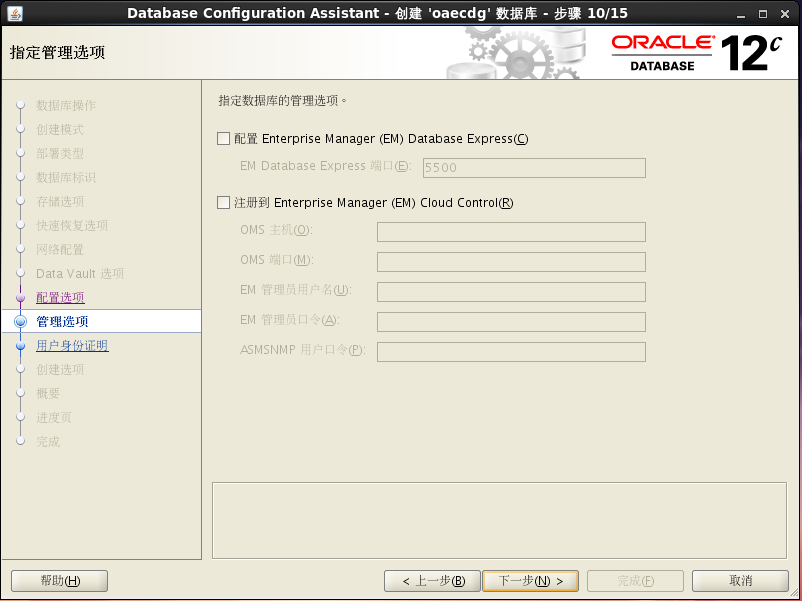 Database Configuration Assistant - 创建 'oaecdg' 数据库 - 步骤 10/15
指定管理选项
ORACLE®
DATABASE
12c
数据库操作
创建模式
部署类型
数据库标识
存储选项
快速恢复选项
网络配置
Data Vault 选项
配置选项
管理选项
用户身份证明
创建选项
概要
进度页
完成
指定数据库的管理选项。
配置 Enterprise Manager (EM) Database Express(C)
EM Database Express 端口(E): 5500
注册到 Enterprise Manager (EM) Cloud Control(R)
OMS 主机(O):
OMS 端口(M):
EM 管理员用户名(U):
EM 管理员口令(A):
ASMSNMP 用户口令(P):
帮助(H)
< 上一步(B)
下一步(N) >
完成(F)
取消